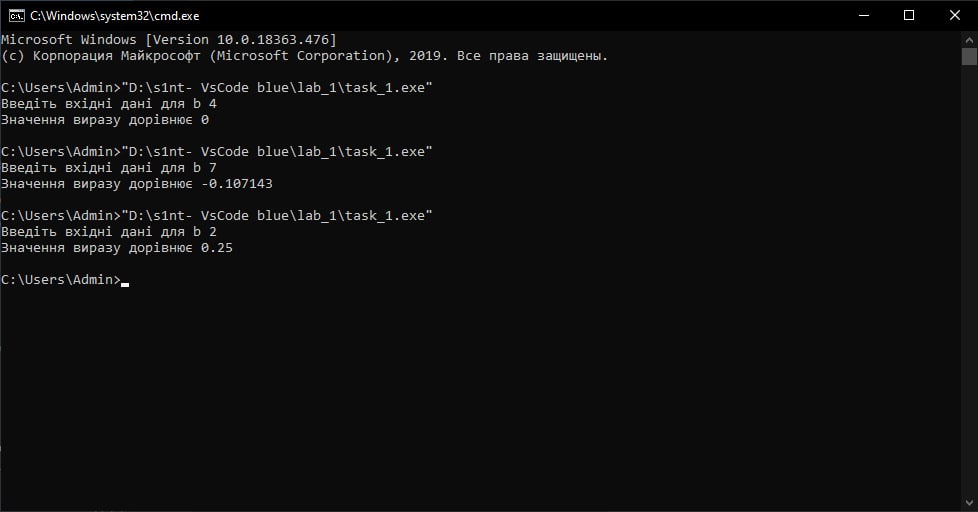 C:\Windows\system32\cmd.exe
Microsoft Windows [Version 10.0.18363.476]
(c) Корпорация Майкрософт (Microsoft Corporation), 2019. Все права защищены.
C:\Users\Admin>"D:\s1nt- VsCode blue\lab_1\task_1.exe"
Введіть вхідні дані для b 4
Значення виразу дорівнює 0
C:\Users\Admin>"D:\s1nt- VsCode blue\lab_1\task_1.exe"
Введіть вхідні дані для b 7
Значення виразу дорівнює -0.107143
C:\Users\Admin>"D:\s1nt- VsCode blue\lab_1\task_1.exe"
Введіть вхідні дані для b 2
Значення виразу дорівнює 0.25
C:\Users\Admin>